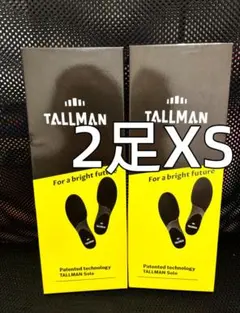 TALLMAN
TALLMAN
2足XS
For a bright future
For a bright future
Patented technology
TALLMAN Sole
Patented technology
TALLMAN Sole